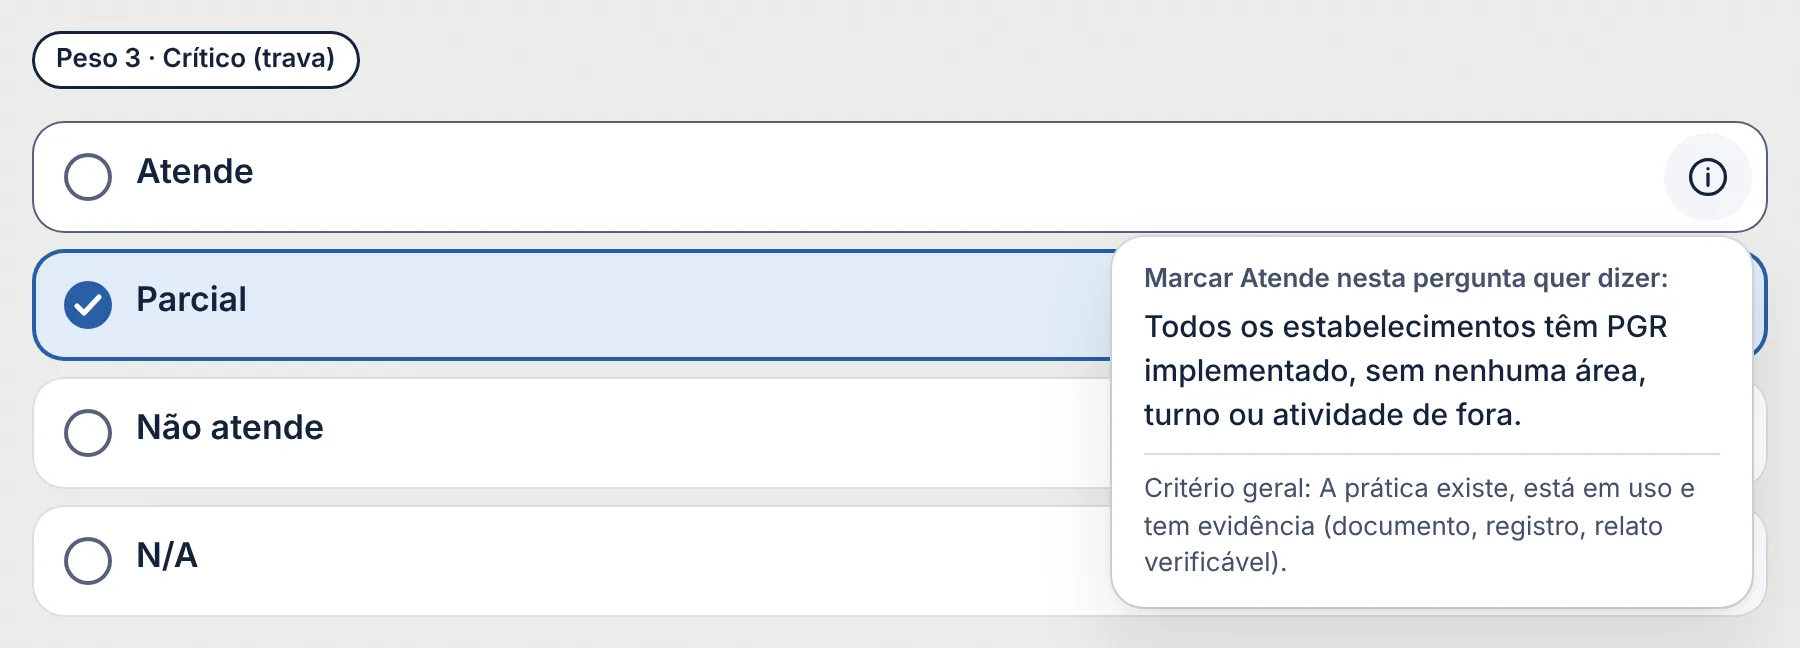 Peso 3 · Crítico (trava)
Atende
Parcial
Marcar Atende nesta pergunta quer dizer:
Todos os estabelecimentos têm PGR
implementado, sem nenhuma área,
turno ou atividade de fora.
Critério geral: A prática existe, está em uso e
tem evidência (documento, registro, relato
verificável).
Não atende
N/A